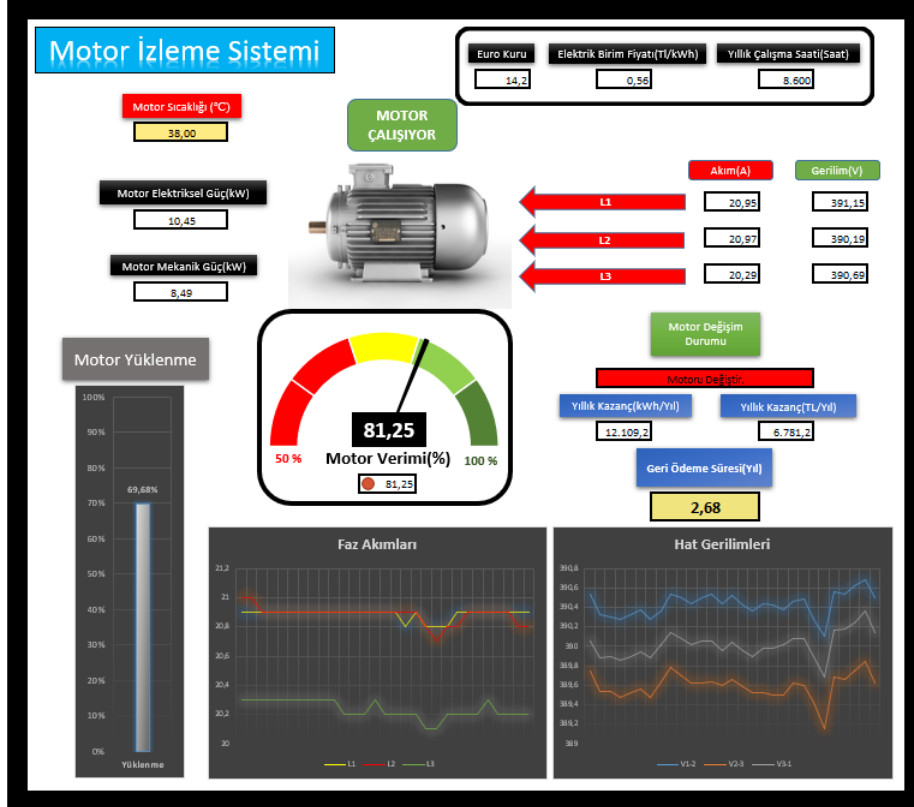 Motor İzleme Sistemi
Euro Kuru
Elektrik Birim Fiyatı(Tl/kWh)
Yıllık Çalışma Saati(Saat)
14,2
0,56
8.600
Motor Sıcaklığı (°C)
38,00
MOTOR
ÇALIŞIYOR
Motor Elektriksel Güç(kW)
10,45
Motor Mekanik Güç(kW)
8,49
Akım(A)
Gerilim(V)
L1
20,95
391,15
L2
20,97
390,19
L3
20,29
390,69
Motor Yüklenme
100%
90%
80%
70%
60%
50%
40%
30%
20%
10%
0%
69,68%
Yüklenme
81,25
50 %
Motor Verimi(%)
100 %
81,25
Motor Değişim
Durumu
Motoru Değiştir.
Yıllık Kazanç(kWh/Yıl)
Yıllık Kazanç(TL/Yıl)
12.109,2
6.781,2
Geri Ödeme Süresi(Yıl)
2,68
Faz Akımları
21,2
21
20,8
20,6
20,4
20,2
20
L1
L2
L3
Hat Gerilimleri
390,8
390,6
390,4
390,2
390
389,8
389,6
389,4
389,2
389
V1-2
V2-3
V3-1